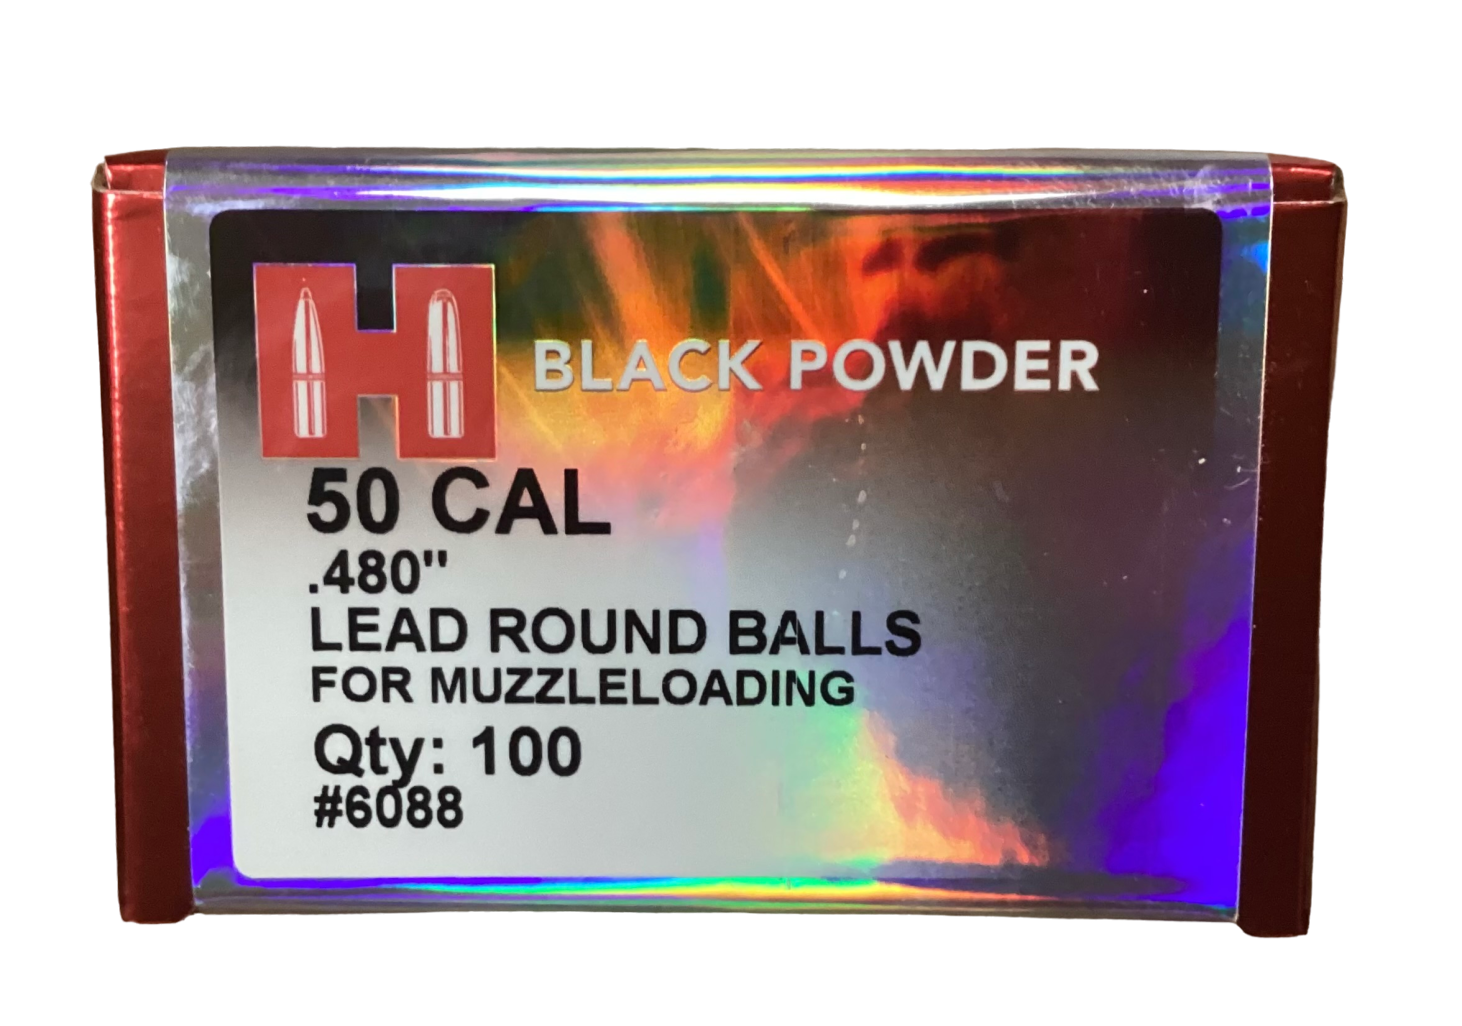 H
BLACK POWDER
50 CAL
.480"
LEAD ROUND BALLS
FOR MUZZLELOADING
Qty: 100
#6088